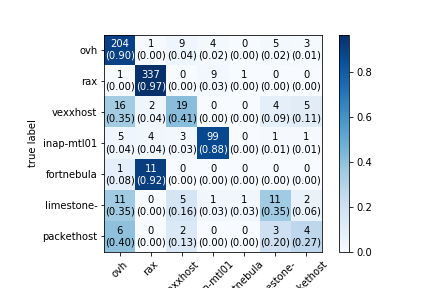 ovh 204 1 9 4 0 5 3
(0.90) (0.00) (0.04) (0.02) (0.00) (0.02) (0.01)
rax 1 337 0 9 1 0 0
(0.00) (0.97) (0.00) (0.03) (0.00) (0.00) (0.00)
vexxhost 16 2 19 0 0 4 5
(0.35) (0.04) (0.41) (0.00) (0.00) (0.09) (0.11)
inap-mtl01 5 4 3 99 0 1 1
(0.04) (0.04) (0.03) (0.88) (0.00) (0.01) (0.01)
fortnebula 1 11 0 0 0 0 0
(0.08) (0.92) (0.00) (0.00) (0.00) (0.00) (0.00)
limestone- 11 0 5 1 1 11 2
(0.35) (0.00) (0.16) (0.03) (0.03) (0.35) (0.06)
packethost 6 0 2 0 0 3 4
(0.40) (0.00) (0.13) (0.00) (0.00) (0.20) (0.27)
true label
ovh
rax
exxhost
p-mtl01
tnebula
estone-
kethost
0.8
0.6
0.4
0.2
0.0